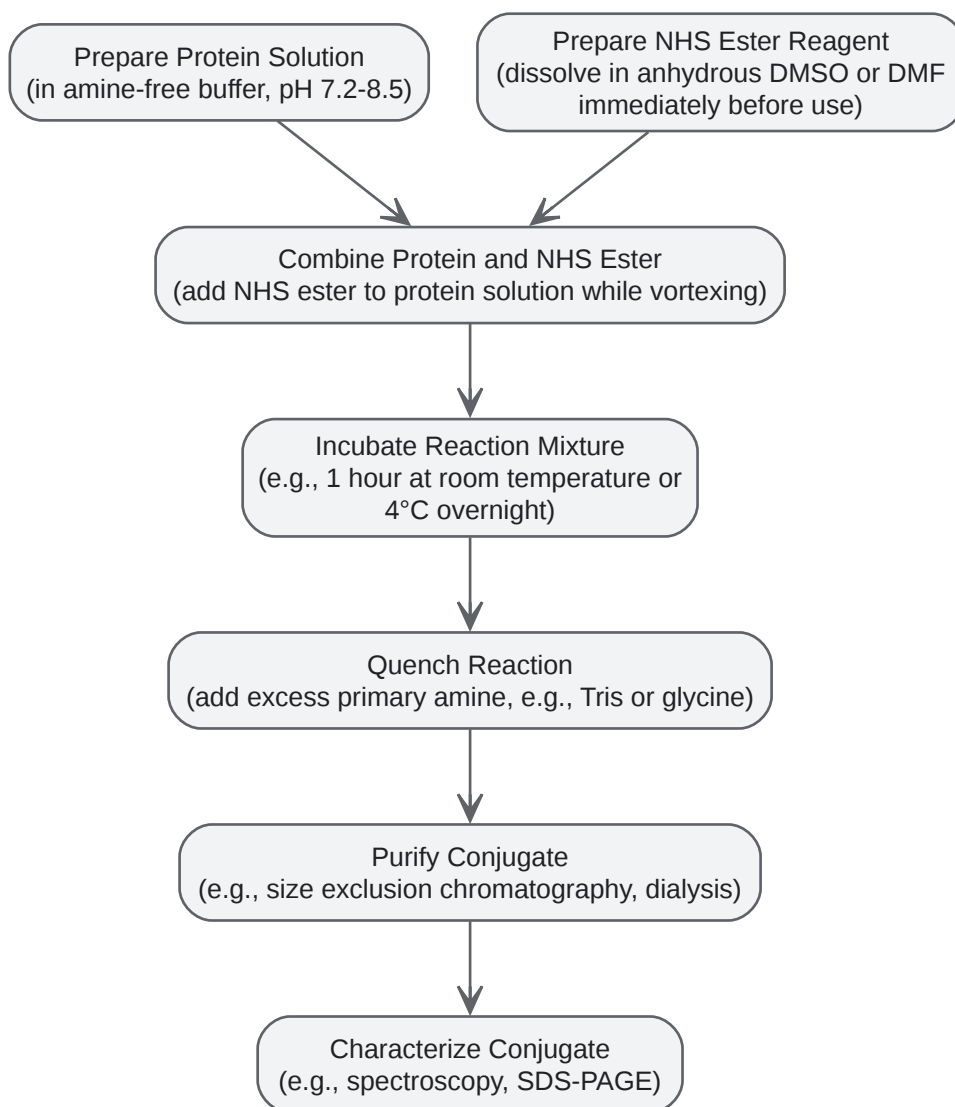 Prepare Protein Solution
(in amine-free buffer, pH 7.2-8.5)
Prepare NHS Ester Reagent
(dissolve in anhydrous DMSO or DMF
immediately before use)
Combine Protein and NHS Ester
(add NHS ester to protein solution while vortexing)
Incubate Reaction Mixture
(e.g., 1 hour at room temperature or
4°C overnight)
Quench Reaction
(add excess primary amine, e.g., Tris or glycine)
Purify Conjugate
(e.g., size exclusion chromatography, dialysis)
Characterize Conjugate
(e.g., spectroscopy, SDS-PAGE)